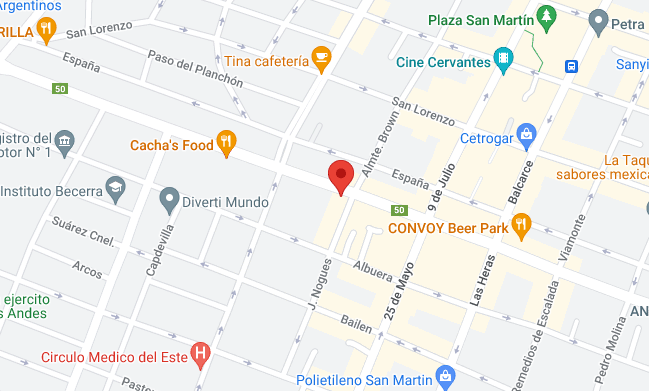 Argentinos
RILLA
San Lorenzo
España
Paso del Planchón
50
Tina cafetería
Plaza San Martín
Petra
Cine Cervantes
Sanyi
San Lorenzo
Almte. Brown
Cetrogar
Cacha's Food
gistro del
otor N° 1
España
9 de Julio
Balcarce
La Taqu
sabores mexica
Instituto Becerra
Diverti Mundo
50
CONVOY Beer Park
Viamonte
Suárez Cnel.
Capdevilla
Arcos
Albuera
25 de Mayo
Las Heras
J. Nogues
ejercito
s Andes
Bailen
Remedios de Escalada
Pedro Molina
AN
Circulo Medico del Este
H
Paster
Polietileno San Martin